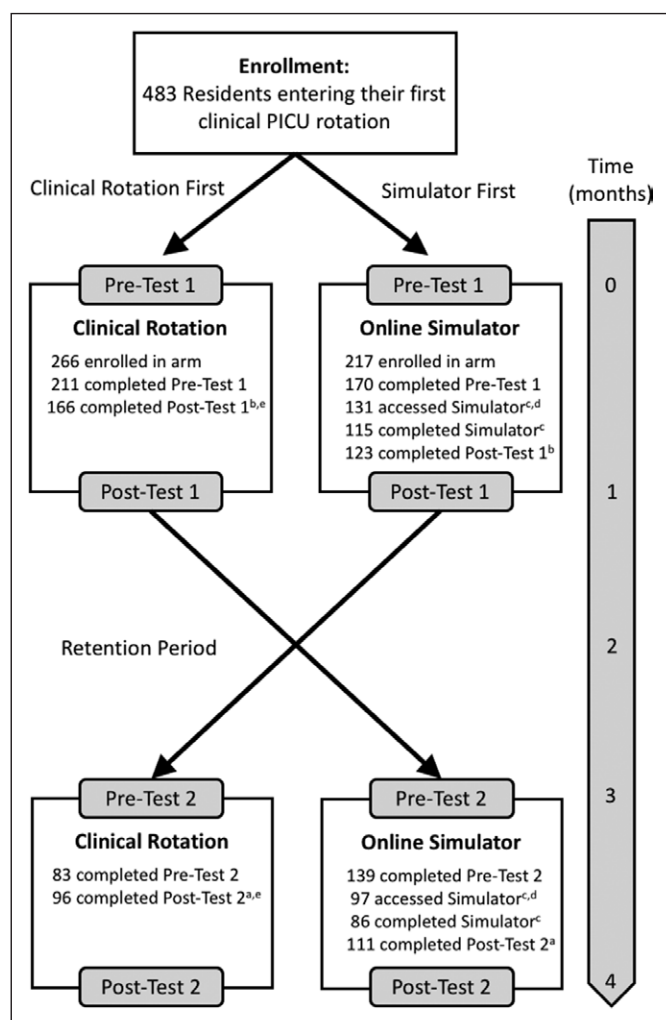 Enrollment:
483 Residents entering their first
clinical PICU rotation
Time
(months)
Clinical Rotation First
Simulator First
Pre-Test 1
Pre-Test 1
0
Clinical Rotation
266 enrolled in arm
211 completed Pre-Test 1
166 completed Post-Test 1b,e
Online Simulator
217 enrolled in arm
170 completed Pre-Test 1
131 accessed Simulatorc,d
115 completed Simulatorc
123 completed Post-Test 1b
Post-Test 1
Post-Test 1
1
Retention Period
2
Pre-Test 2
Pre-Test 2
3
Clinical Rotation
83 completed Pre-Test 2
96 completed Post-Test 2a,e
Online Simulator
139 completed Pre-Test 2
97 accessed Simulatorc,d
86 completed Simulatorc
111 completed Post-Test 2a
Post-Test 2
Post-Test 2
4